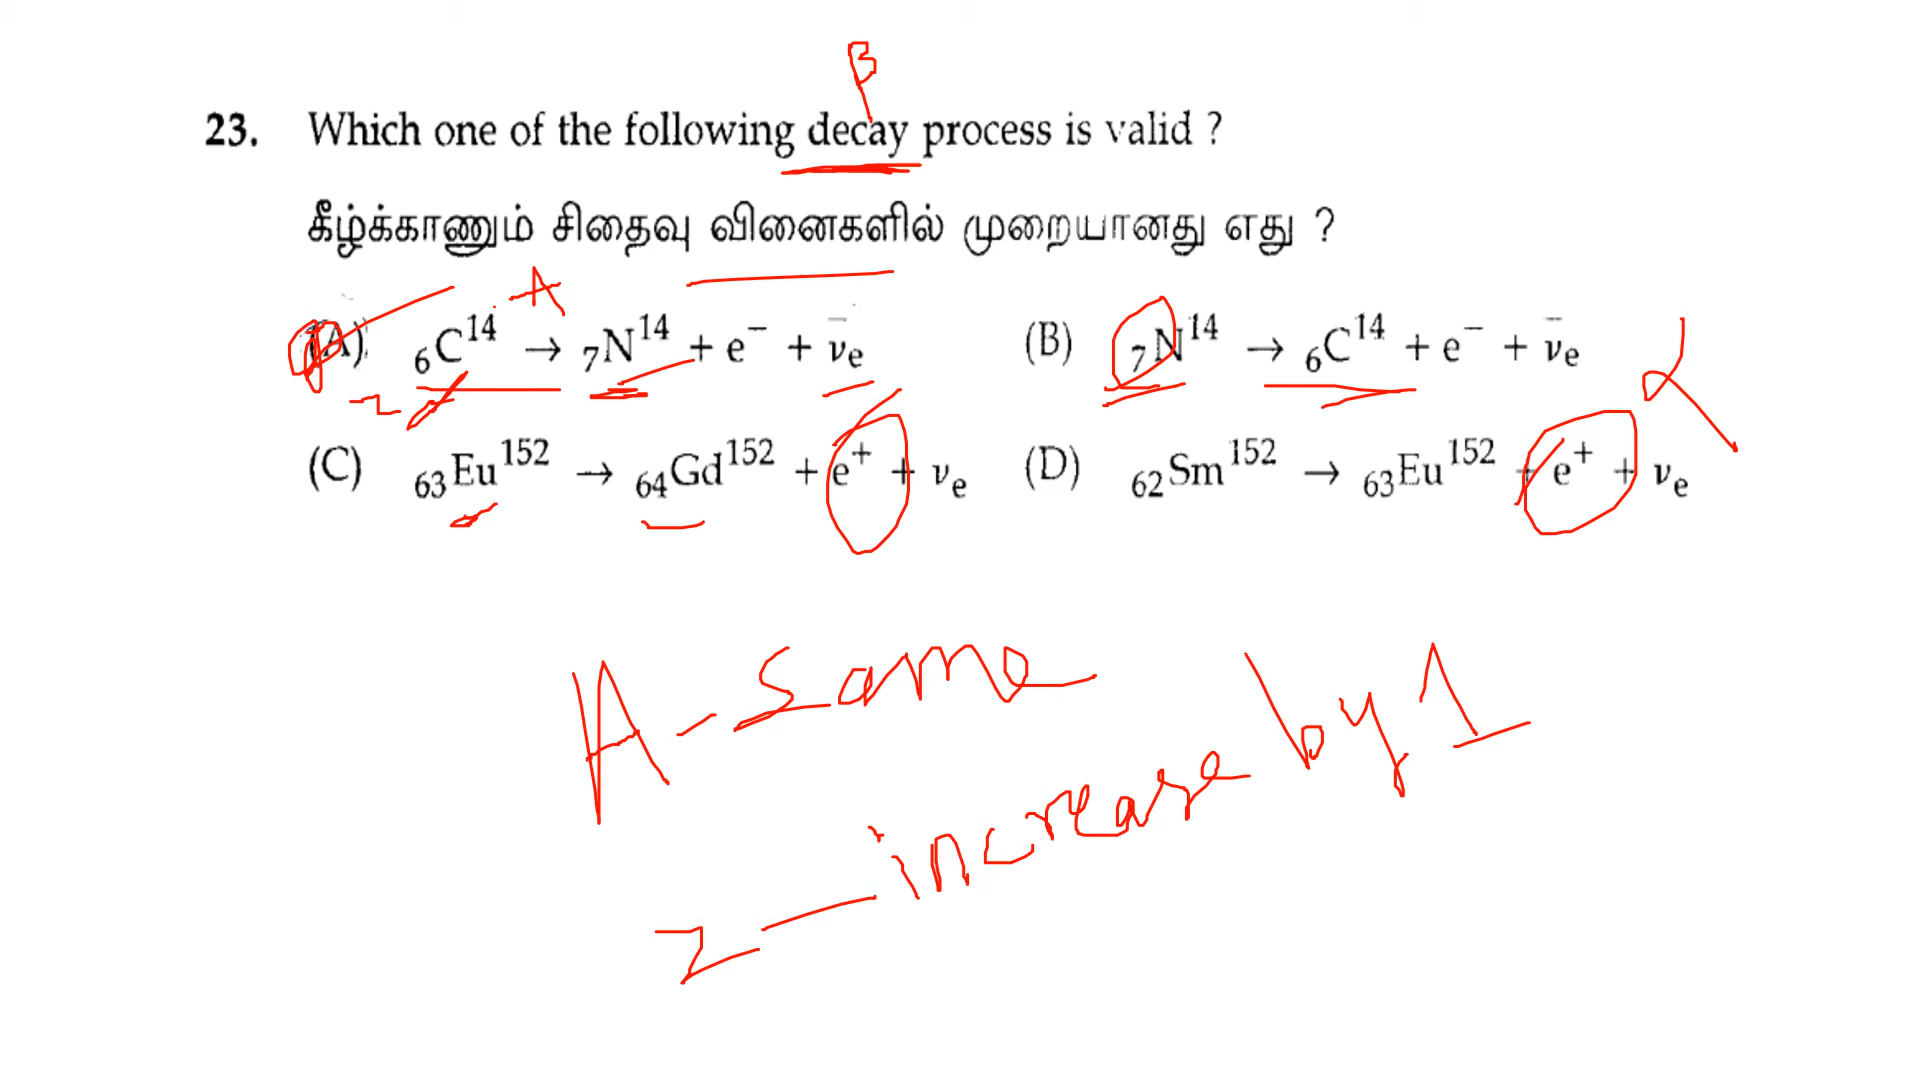 β
23. Which one of the following decay process is valid ?
கீழ்க்காணும் சிதைவு வினைகளில் முறையானது எது ?
A
(A) ₆C¹⁴ → ₇N¹⁴ + e⁻ + ν̄ₑ (B) ₇N¹⁴ → ₆C¹⁴ + e⁻ + ν̄ₑ
z
(C) ₆₃Eu¹⁵² → ₆₄Gd¹⁵² + e⁺ + νₑ (D) ₆₂Sm¹⁵² → ₆₃Eu¹⁵² + e⁺ + νₑ
A - same
z - increase by 1